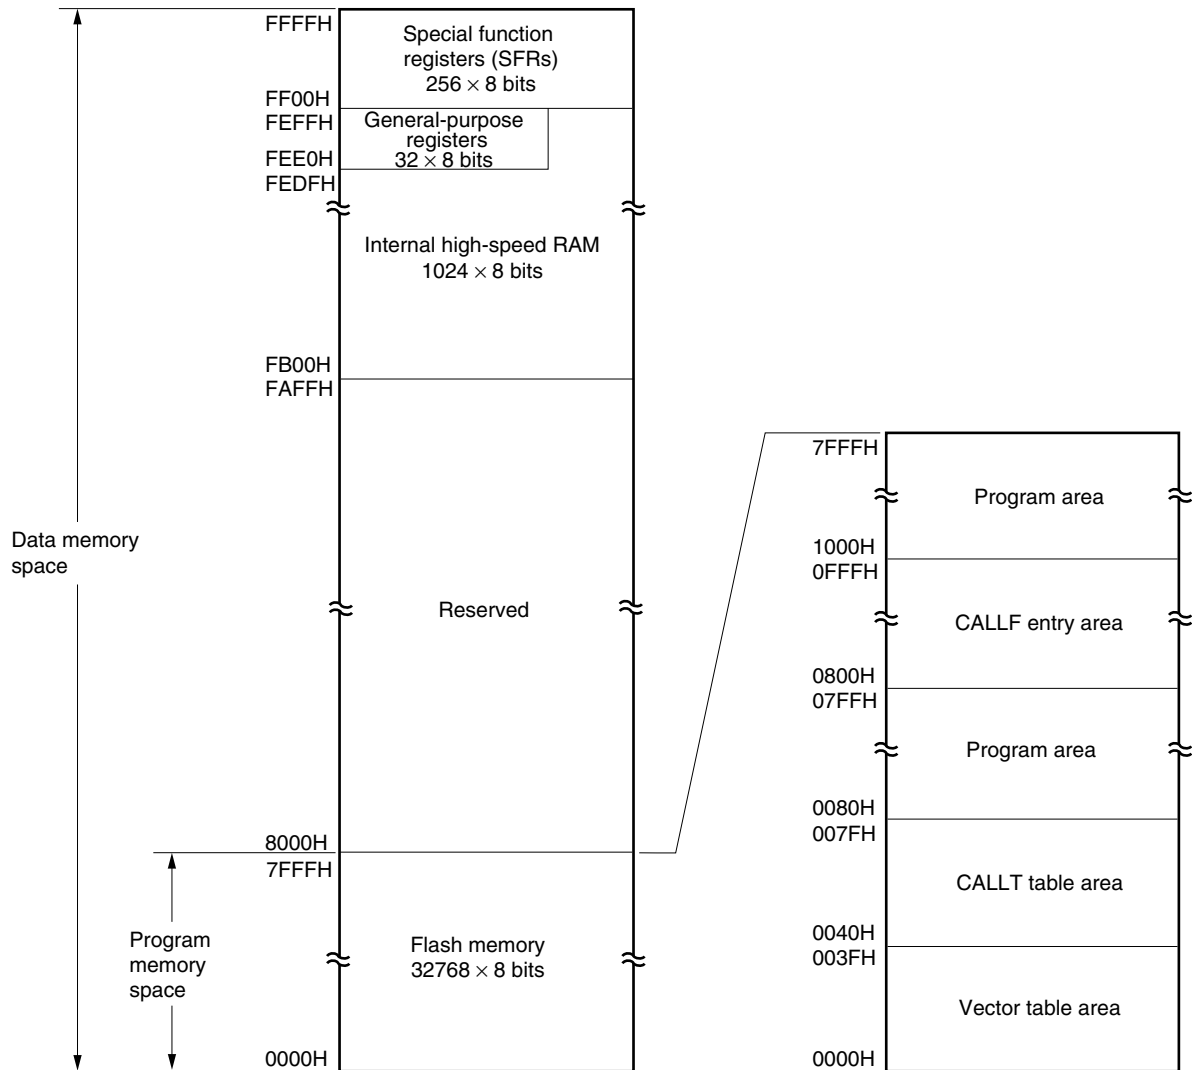 FFFFH
Special function
registers (SFRs)
256 × 8 bits
FF00H
FEFFH
General-purpose
registers
32 × 8 bits
FEE0H
FEDFH
Internal high-speed RAM
1024 × 8 bits
FB00H
FAFFH
Data memory
space
Reserved
8000H
7FFFH
Program
memory
space
Flash memory
32768 × 8 bits
0000H
7FFFH
Program area
1000H
0FFFH
CALLF entry area
0800H
07FFH
Program area
0080H
007FH
CALLT table area
0040H
003FH
Vector table area
0000H